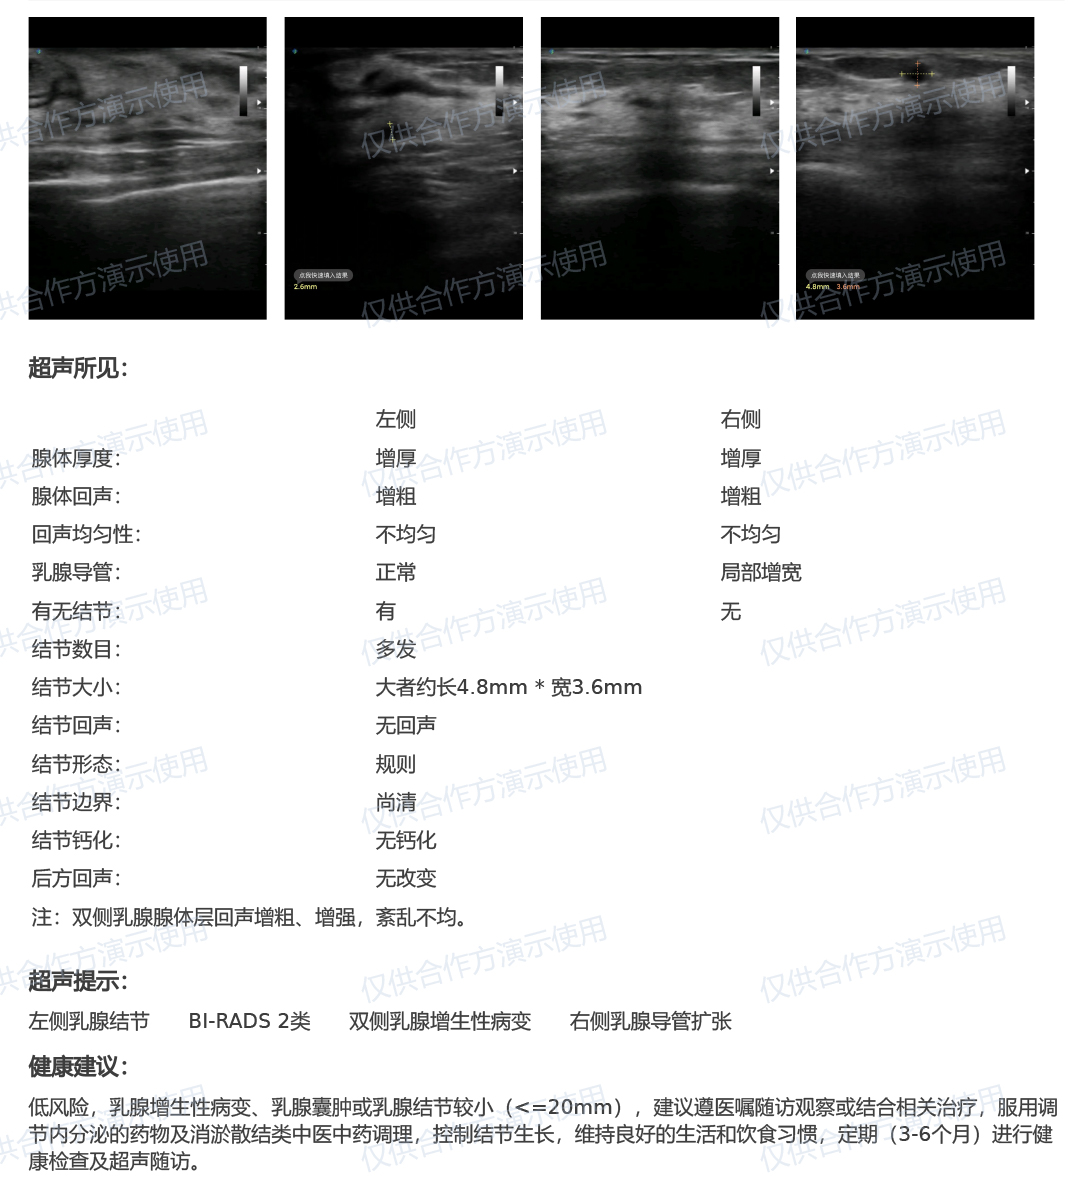 点我快速填入结果
2.6mm
点我快速填入结果
4.8mm 3.6mm
超声所见：
左侧 右侧
腺体厚度： 增厚 增厚
腺体回声： 增粗 增粗
回声均匀性： 不均匀 不均匀
乳腺导管： 正常 局部增宽
有无结节： 有 无
结节数目： 多发
结节大小： 大者约长4.8mm * 宽3.6mm
结节回声： 无回声
结节形态： 规则
结节边界： 尚清
结节钙化： 无钙化
后方回声： 无改变
注：双侧乳腺腺体层回声增粗、增强，紊乱不均。
超声提示：
左侧乳腺结节 BI-RADS 2类 双侧乳腺增生性病变 右侧乳腺导管扩张
健康建议：
低风险，乳腺增生性病变、乳腺囊肿或乳腺结节较小（<=20mm），建议遵医嘱随访观察或结合相关治疗，服用调
节内分泌的药物及消淤散结类中医中药调理，控制结节生长，维持良好的生活和饮食习惯，定期（3-6个月）进行健
康检查及超声随访。
仅供合作方演示使用